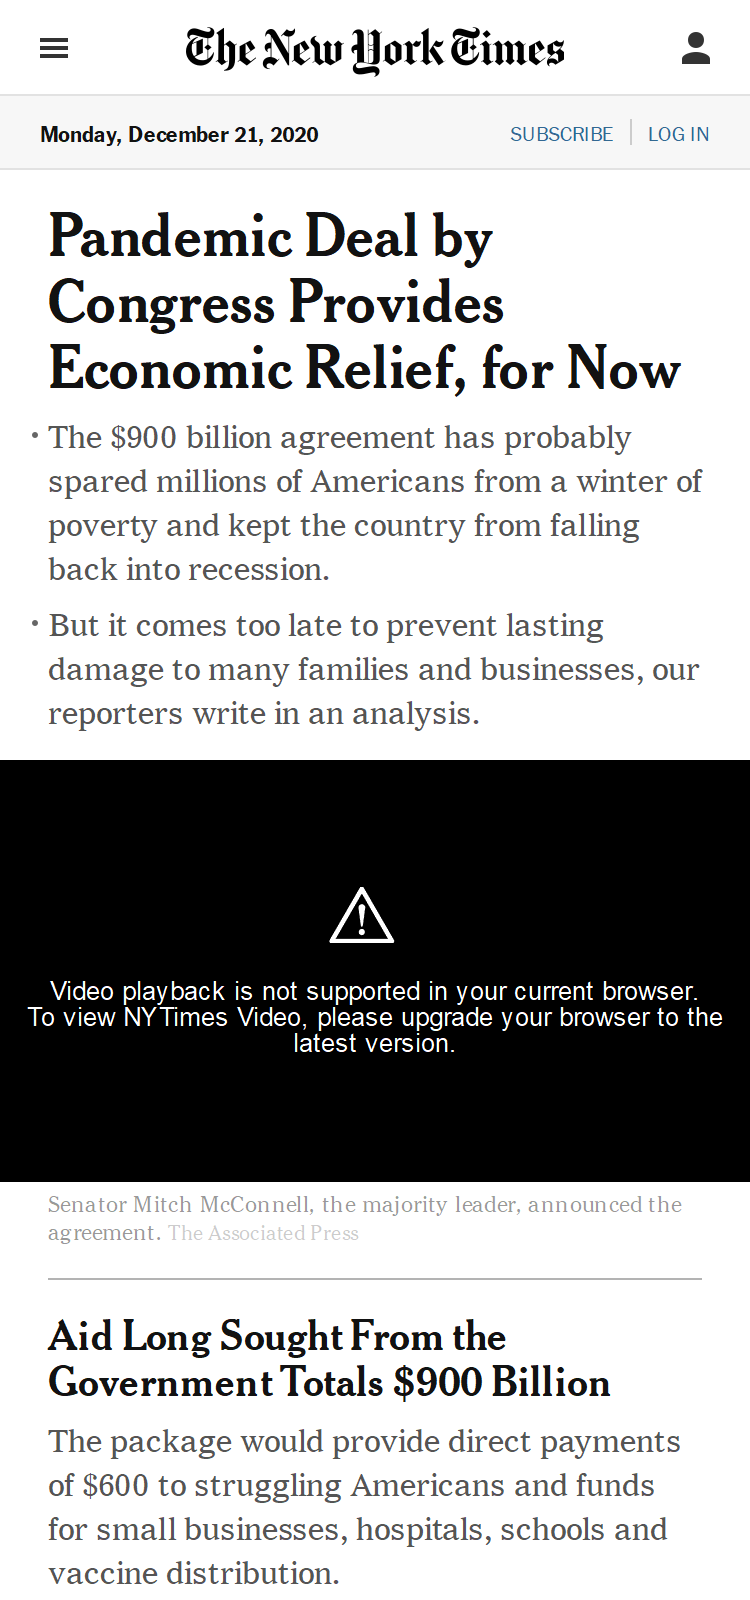 The New York Times
Monday, December 21, 2020
SUBSCRIBE
LOG IN
Pandemic Deal by
Congress Provides
Economic Relief, for Now
• The $900 billion agreement has probably
spared millions of Americans from a winter of
poverty and kept the country from falling
back into recession.
• But it comes too late to prevent lasting
damage to many families and businesses, our
reporters write in an analysis.
Video playback is not supported in your current browser.
To view NYTimes Video, please upgrade your browser to the
latest version.
Senator Mitch McConnell, the majority leader, announced the
agreement. The Associated Press
Aid Long Sought From the
Government Totals $900 Billion
The package would provide direct payments
of $600 to struggling Americans and funds
for small businesses, hospitals, schools and
vaccine distribution.